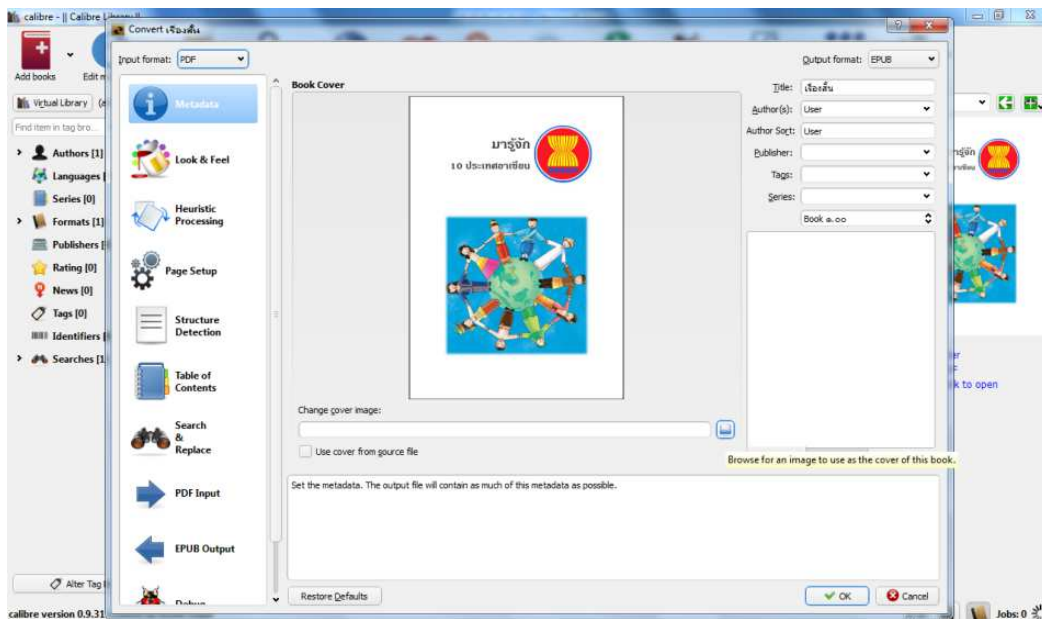 calibre - || Calibre Library ||
Convert เรื่องสั้น
Input format: PDF
Output format: EPUB
Add books
Virtual Library
Find item in tag bro...
Authors [1]
Languages [
Series [0]
Formats [1]
Publishers [
Rating [0]
News [0]
Tags [0]
Identifiers [
Searches [1
Alter Tag
calibre version 0.9.31
Metadata
Look & Feel
Heuristic
Processing
Page Setup
Structure
Detection
Table of
Contents
Search
&
Replace
PDF Input
EPUB Output
Debug
Book Cover
มารู้จัก
10 ประเทศอาเซียน
Change cover image:
Use cover from source file
Title: เรื่องสั้น
Author(s): User
Author Sort: User
Publisher:
Tags:
Series:
Book ๑.๐๐
Browse for an image to use as the cover of this book.
Set the metadata. The output file will contain as much of this metadata as possible.
Restore Defaults
OK
Cancel
k to open
Jobs: 0